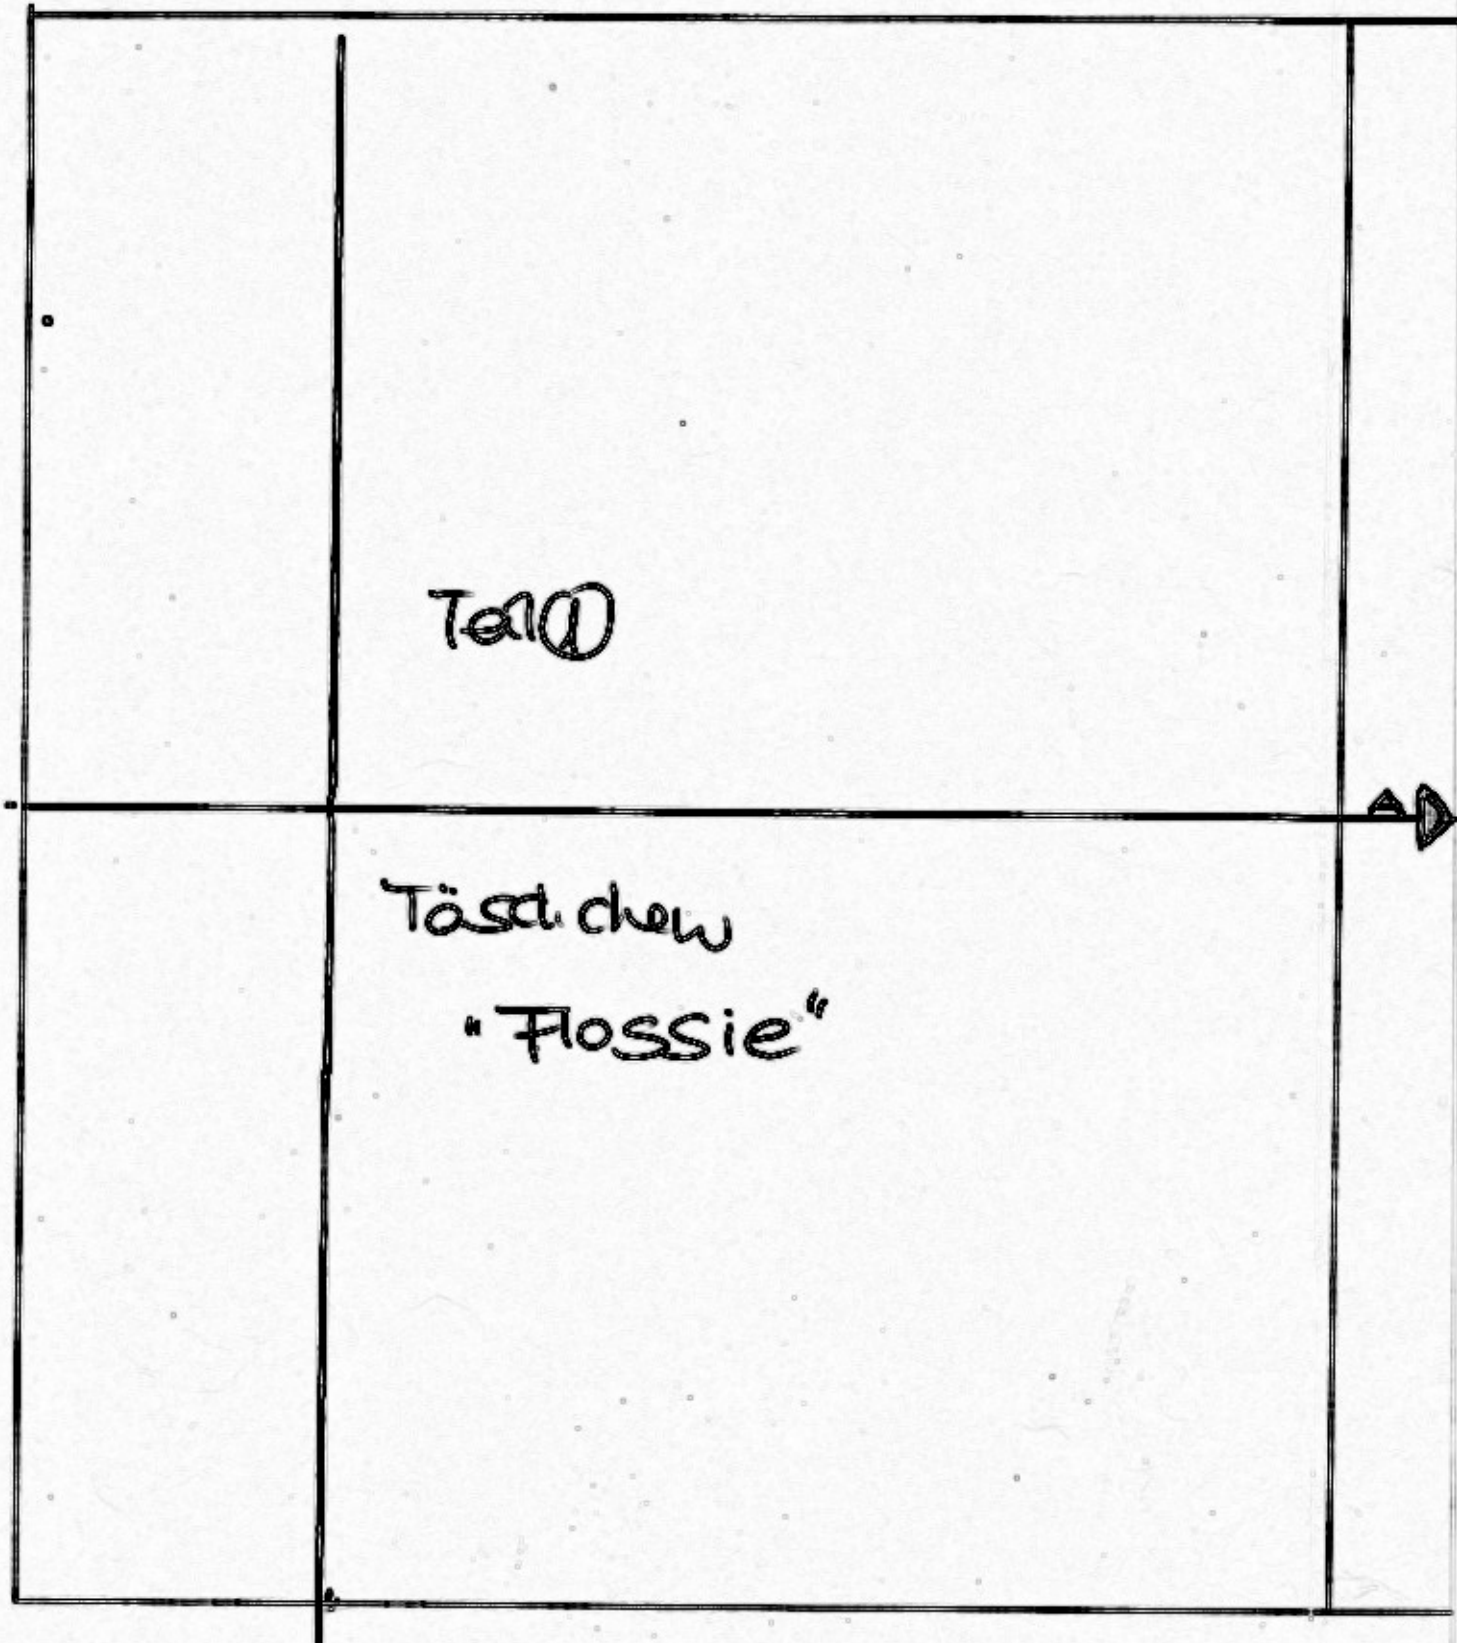 Teil ①
A
Täschchen
"Flossie"